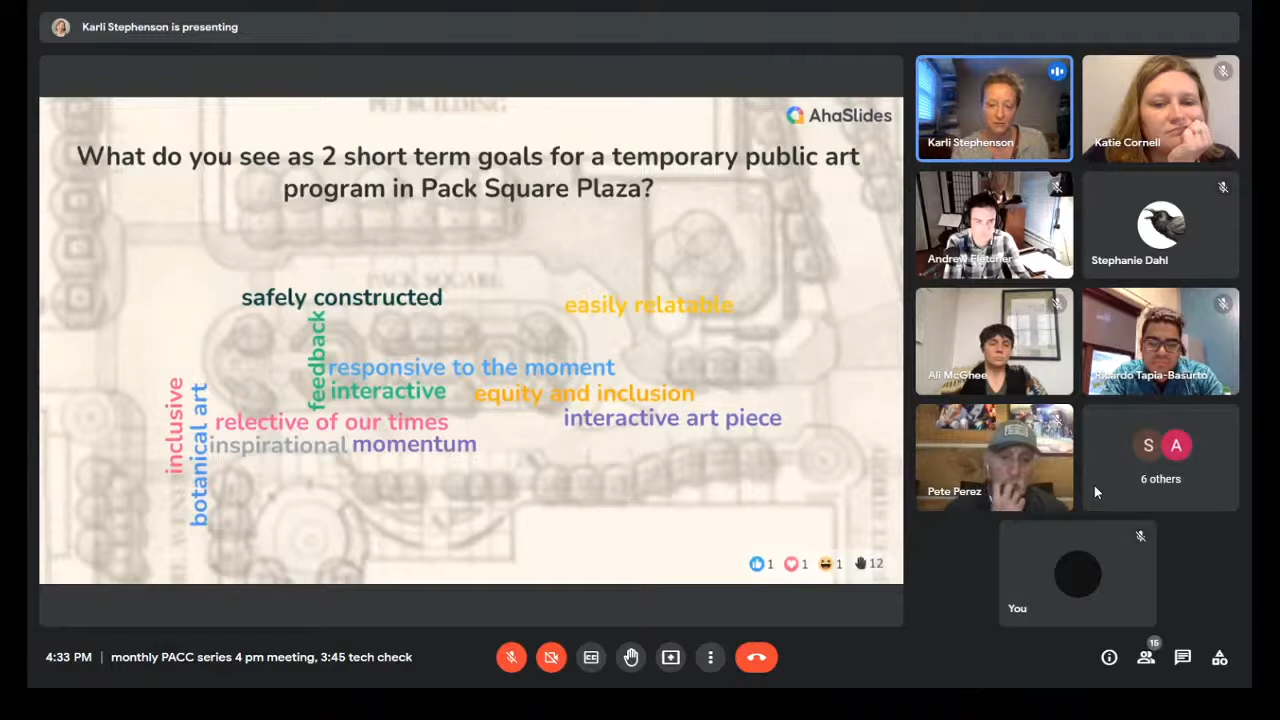 Karli Stephenson is presenting
PEJ BUILDING
AhaSlides
What do you see as 2 short term goals for a temporary public art
program in Pack Square Plaza?
PACK SQUARE
safely constructed
easily relatable
feedback
responsive to the moment
interactive
equity and inclusion
inclusive
botanical art
relective of our times
interactive art piece
inspirational
momentum
1
1
1
12
Karli Stephenson
Katie Cornell
Andrew Fletcher
Stephanie Dahl
Ali McGhee
Ricardo Tapia-Basurto
Pete Perez
S
A
6 others
You
4:33 PM | monthly PACC series 4 pm meeting, 3:45 tech check
15